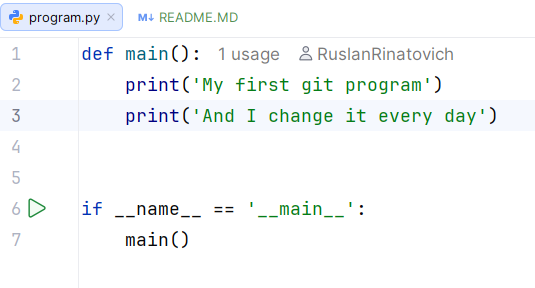 program.py × M↓ README.MD
1 def main(): 1 usage RuslanRinatovich
2 print('My first git program')
3 print('And I change it every day')
4
5
6 if __name__ == '__main__':
7 main()